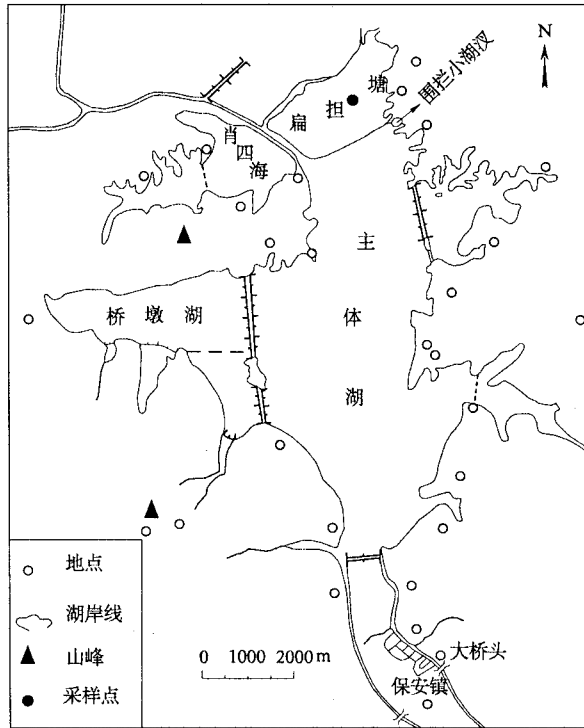 N
围拦小湖汊
扁担塘
肖四海
主体湖
桥墩湖
地点
湖岸线
山峰
采样点
0 1000 2000 m
大桥头
保安镇